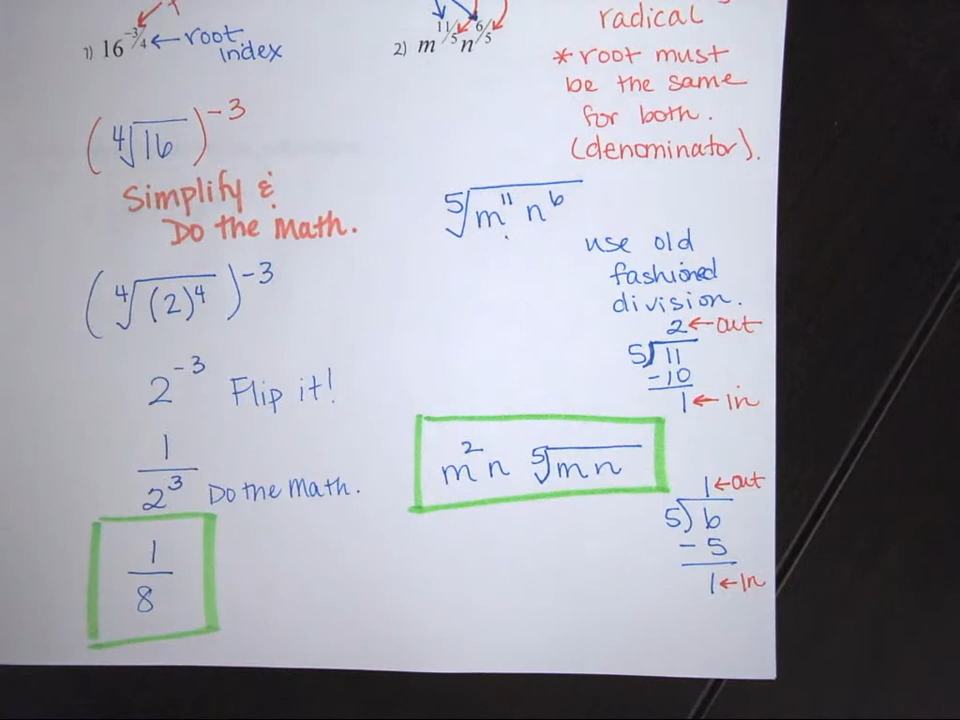 1) 16^{-3/4} ← root index
(⁴√16)^{-3}
Simplify &
Do the Math.
(⁴√(2)⁴)^{-3}
2^{-3} Flip it!
1
2³ Do the Math.
1
8
2) m^{11/5} n^{6/5}
⁵√m^{11} n^{6}
m²n ⁵√mn
radical
* root must
be the same
for both.
(denominator).
use old
fashioned
division.
2 ← out
5)11
-10
1 ← in
1 ← out
5)6
- 5
1 ← In